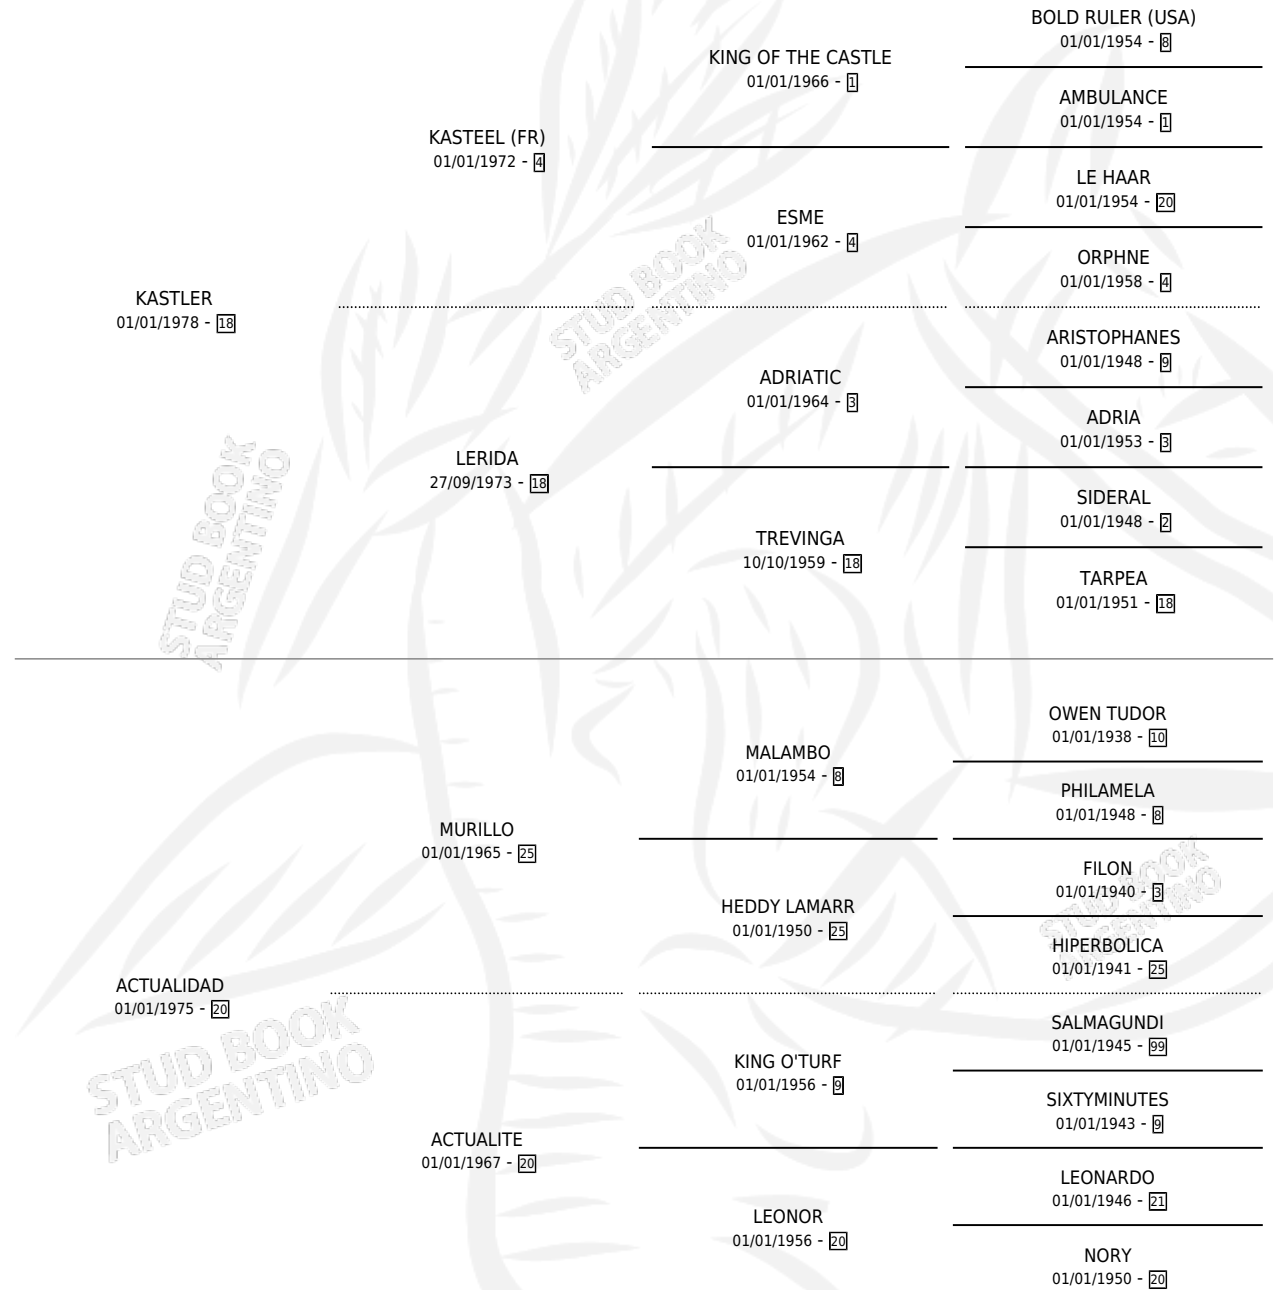 BOLD RULER (USA)
01/01/1954 - 8
KING OF THE CASTLE
01/01/1966 - 1
AMBULANCE
01/01/1954 - 1
KASTEEL (FR)
01/01/1972 - 4
LE HAAR
01/01/1954 - 20
ESME
01/01/1962 - 4
ORPHNE
01/01/1958 - 4
KASTLER
01/01/1978 - 18
STUD BOOK
ARGENTINO
ARISTOPHANES
01/01/1948 - 9
ADRIATIC
01/01/1964 - 3
ADRIA
01/01/1953 - 3
LERIDA
27/09/1973 - 18
SIDERAL
01/01/1948 - 2
TREVINGA
10/10/1959 - 18
TARPEA
01/01/1951 - 18
STUD BOOK
ARGENTINO
OWEN TUDOR
01/01/1938 - 10
MALAMBO
01/01/1954 - 8
PHILAMELA
01/01/1948 - 8
MURILLO
01/01/1965 - 25
FILON
01/01/1940 - 3
HEDDY LAMARR
01/01/1950 - 25
HIPERBOLICA
01/01/1941 - 25
STUD BOOK
ARGENTINO
ACTUALIDAD
01/01/1975 - 20
SALMAGUNDI
01/01/1945 - 99
KING O'TURF
01/01/1956 - 9
SIXTYMINUTES
01/01/1943 - 9
STUD BOOK
ARGENTINO
ACTUALITE
01/01/1967 - 20
LEONARDO
01/01/1946 - 21
LEONOR
01/01/1956 - 20
NORY
01/01/1950 - 20